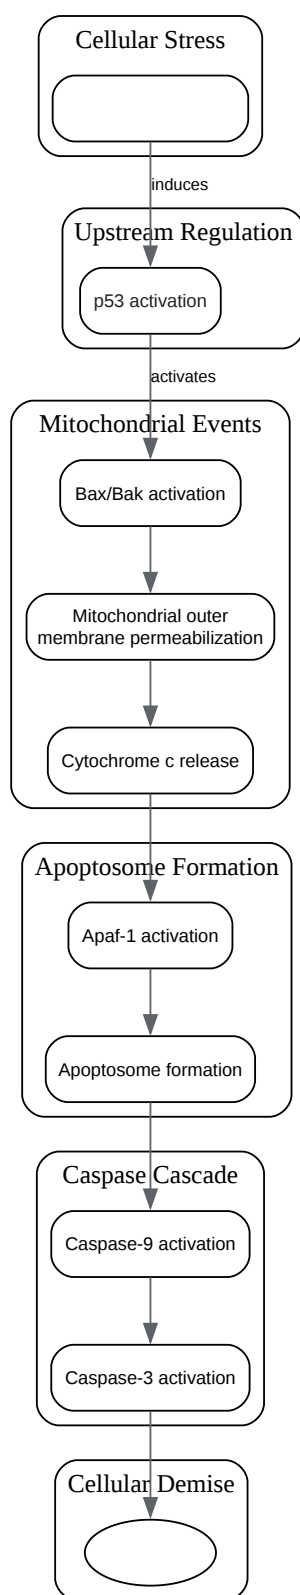 Cellular Stress
induces
Upstream Regulation
p53 activation
activates
Mitochondrial Events
Bax/Bak activation
Mitochondrial outer
membrane permeabilization
Cytochrome c release
Apoptosome Formation
Apaf-1 activation
Apoptosome formation
Caspase Cascade
Caspase-9 activation
Caspase-3 activation
Cellular Demise